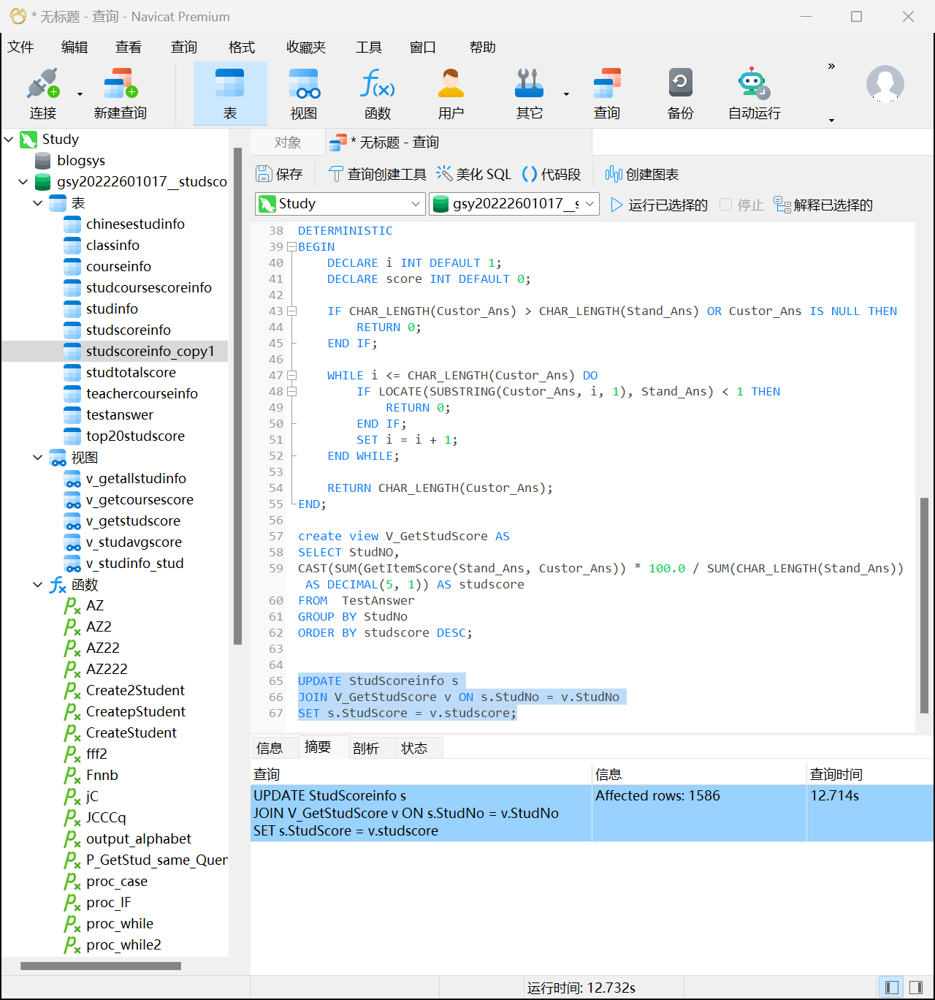 * 无标题 - 查询 - Navicat Premium
文件 编辑 查看 查询 格式 收藏夹 工具 窗口 帮助
连接 新建查询 表 视图 函数 用户 其它 查询 备份 自动运行
Study
blogsys
gsy20222601017__studsco
表
chinesestudinfo
classinfo
courseinfo
studcoursescoreinfo
studinfo
studscoreinfo
studscoreinfo_copy1
studtotalscore
teachercourseinfo
testanswer
top20studscore
视图
v_getallstudinfo
v_getcoursescore
v_getstudscore
v_studavgscore
v_studinfo_stud
函数
AZ
AZ2
AZ22
AZ222
Create2Student
CreatepStudent
CreateStudent
fff2
Fnnb
jC
JCCCq
output_alphabet
P_GetStud_same_Quer
proc_case
proc_IF
proc_while
proc_while2
对象 * 无标题 - 查询
保存 查询创建工具 美化 SQL 代码段 创建图表
Study gsy20222601017__s 运行已选择的 停止 解释已选择的
38 DETERMINISTIC
39 BEGIN
40 DECLARE i INT DEFAULT 1;
41 DECLARE score INT DEFAULT 0;
42
43 IF CHAR_LENGTH(Custor_Ans) > CHAR_LENGTH(Stand_Ans) OR Custor_Ans IS NULL THEN
44 RETURN 0;
45 END IF;
46
47 WHILE i <= CHAR_LENGTH(Custor_Ans) DO
48 IF LOCATE(SUBSTRING(Custor_Ans, i, 1), Stand_Ans) < 1 THEN
49 RETURN 0;
50 END IF;
51 SET i = i + 1;
52 END WHILE;
53
54 RETURN CHAR_LENGTH(Custor_Ans);
55 END;
56
57 create view V_GetStudScore AS
58 SELECT StudNO,
59 CAST(SUM(GetItemScore(Stand_Ans, Custor_Ans)) * 100.0 / SUM(CHAR_LENGTH(Stand_Ans))
AS DECIMAL(5, 1)) AS studscore
60 FROM  TestAnswer
61 GROUP BY StudNo
62 ORDER BY studscore DESC;
63
64
65 UPDATE StudScoreinfo s
66 JOIN V_GetStudScore v ON s.StudNo = v.StudNo
67 SET s.StudScore = v.studscore;
信息 摘要 剖析 状态
查询 信息 查询时间
UPDATE StudScoreinfo s Affected rows: 1586 12.714s
JOIN V_GetStudScore v ON s.StudNo = v.StudNo
SET s.StudScore = v.studscore
运行时间: 12.732s